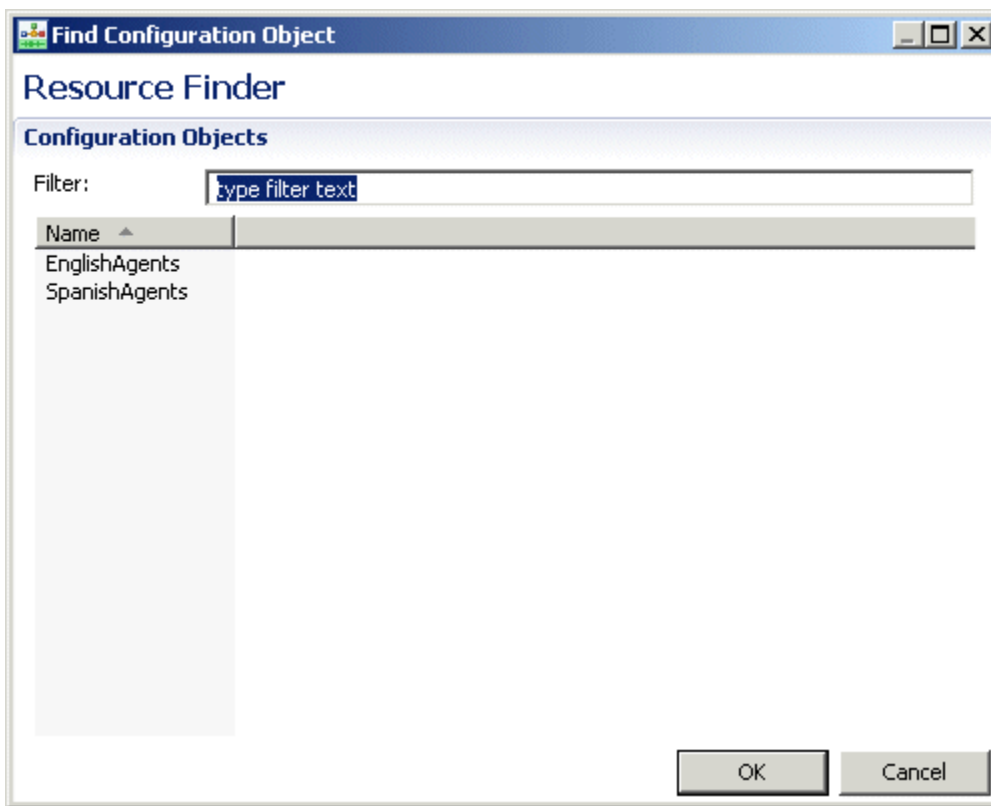 Find Configuration Object
Resource Finder
Configuration Objects
Filter: type filter text
Name
EnglishAgents
SpanishAgents
OK Cancel